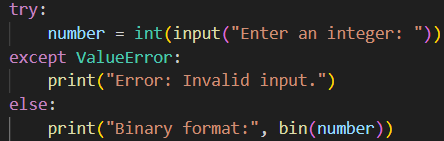 try:
    number = int(input("Enter an integer: "))
except ValueError:
    print("Error: Invalid input.")
else:
    print("Binary format:", bin(number))